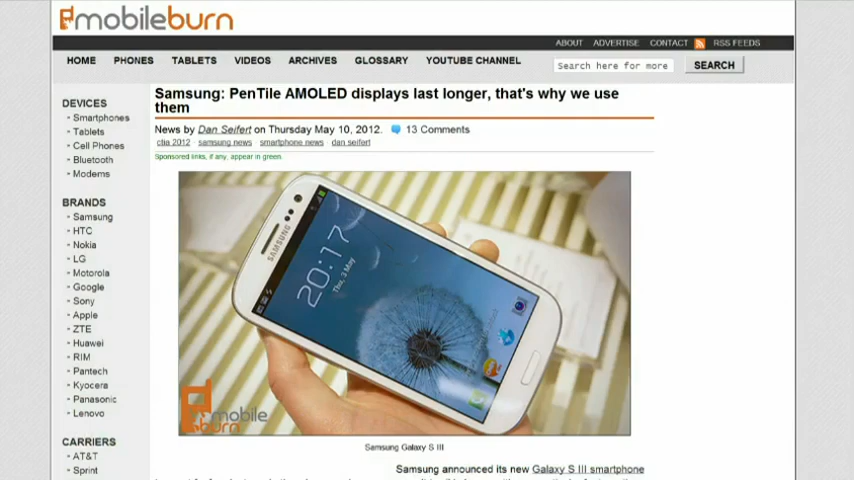 mobileburn
ABOUT ADVERTISE CONTACT RSS FEEDS
HOME PHONES TABLETS VIDEOS ARCHIVES GLOSSARY YOUTUBE CHANNEL
Search here for more SEARCH
DEVICES
Smartphones
Tablets
Cell Phones
Bluetooth
Modems
BRANDS
Samsung
HTC
Nokia
LG
Motorola
Google
Sony
Apple
ZTE
Huawei
RIM
Pantech
Kyocera
Panasonic
Lenovo
CARRIERS
AT&T
Sprint
Samsung: PenTile AMOLED displays last longer, that's why we use
them
News by Dan Seifert on Thursday May 10, 2012. 13 Comments
ctia 2012 · samsung news · smartphone news · dan seifert
Sponsored links, if any, appear in green.
SAMSUNG
20:17
Thu, 3 May
mobile
burn
Samsung Galaxy S III
Samsung announced its new Galaxy S III smartphone